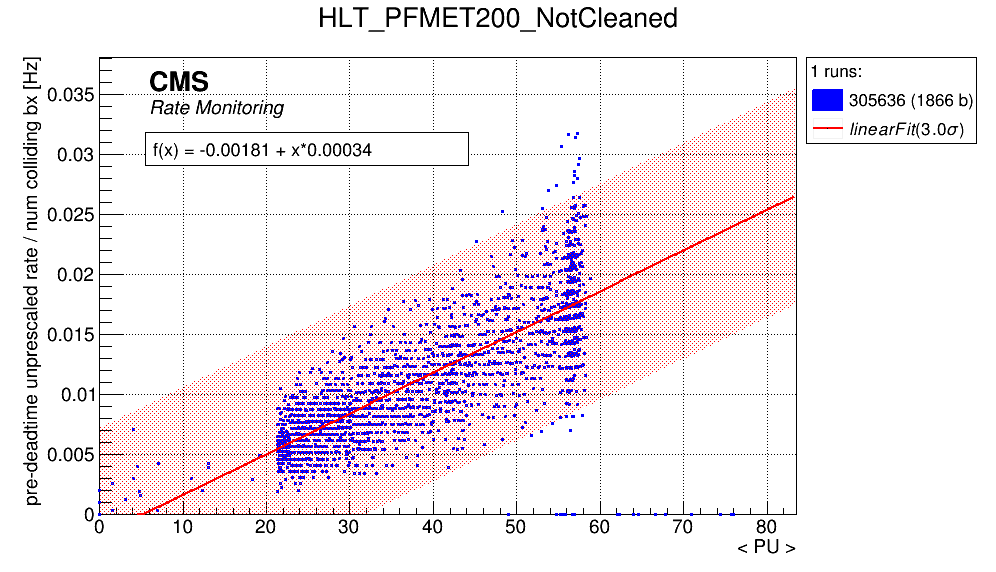 HLT_PFMET200_NotCleaned
pre-deadtime unprescaled rate / num colliding bx [Hz]
CMS
Rate Monitoring
f(x) = -0.00181 + x*0.00034
1 runs:
305636 (1866 b)
linearFit(3.0σ)
0.035
0.03
0.025
0.02
0.015
0.01
0.005
0
0 10 20 30 40 50 60 70 80
< PU >